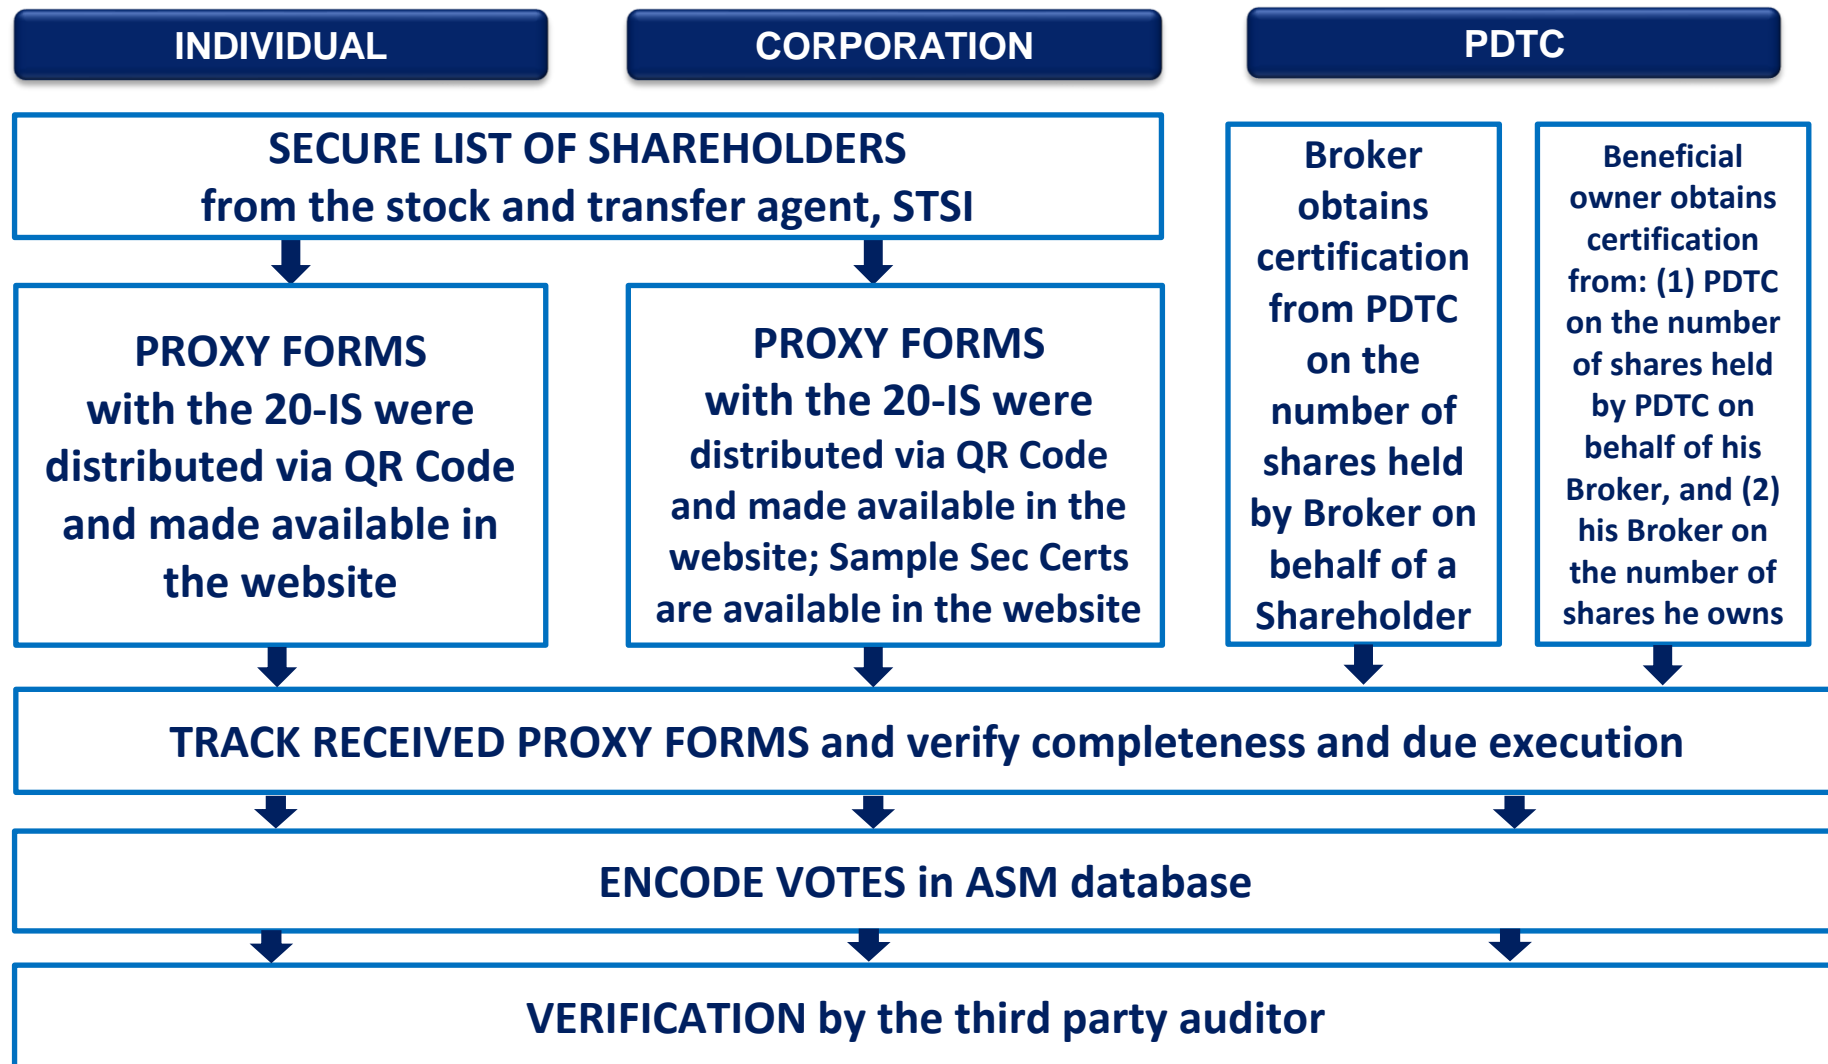 INDIVIDUAL
CORPORATION
PDTC
SECURE LIST OF SHAREHOLDERS
from the stock and transfer agent, STSI
PROXY FORMS
with the 20-IS were
distributed via QR Code
and made available in
the website
PROXY FORMS
with the 20-IS were
distributed via QR Code
and made available in the
website; Sample Sec Certs
are available in the website
Broker
obtains
certification
from PDTC
on the
number of
shares held
by Broker on
behalf of a
Shareholder
Beneficial
owner obtains
certification
from: (1) PDTC
on the number
of shares held
by PDTC on
behalf of his
Broker, and (2)
his Broker on
the number of
shares he owns
TRACK RECEIVED PROXY FORMS and verify completeness and due execution
ENCODE VOTES in ASM database
VERIFICATION by the third party auditor